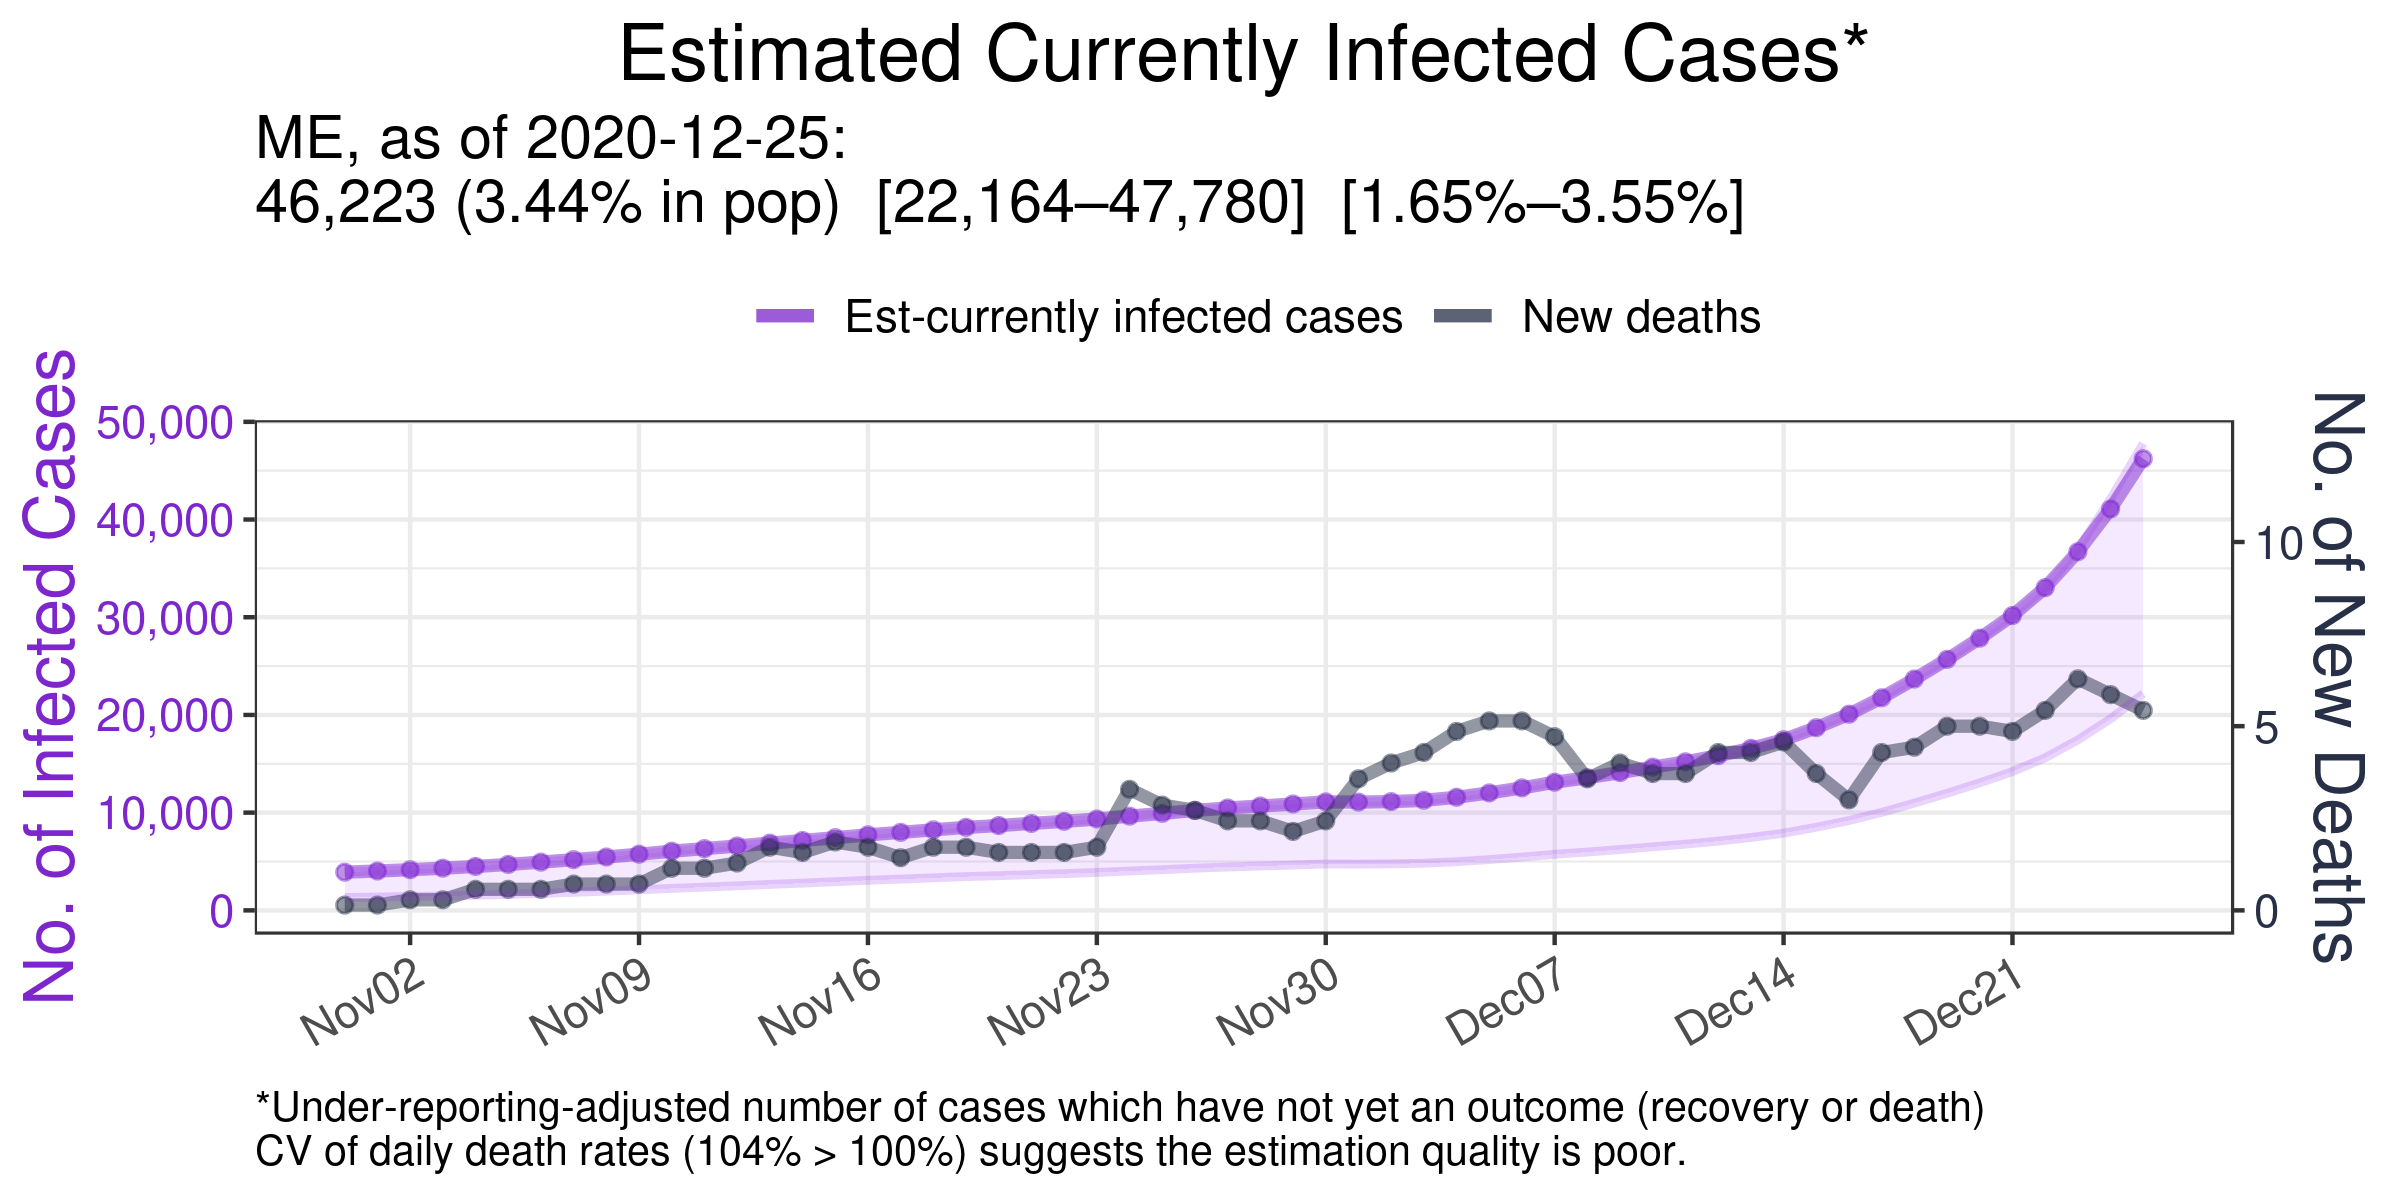 Estimated Currently Infected Cases*
ME, as of 2020-12-25:
46,223 (3.44% in pop)  [22,164–47,780]  [1.65%–3.55%]
Est-currently infected cases
New deaths
No. of Infected Cases
50,000
40,000
30,000
20,000
10,000
0
10
5
0
No. of New Deaths
Nov02
Nov09
Nov16
Nov23
Nov30
Dec07
Dec14
Dec21
*Under-reporting-adjusted number of cases which have not yet an outcome (recovery or death)
CV of daily death rates (104% > 100%) suggests the estimation quality is poor.